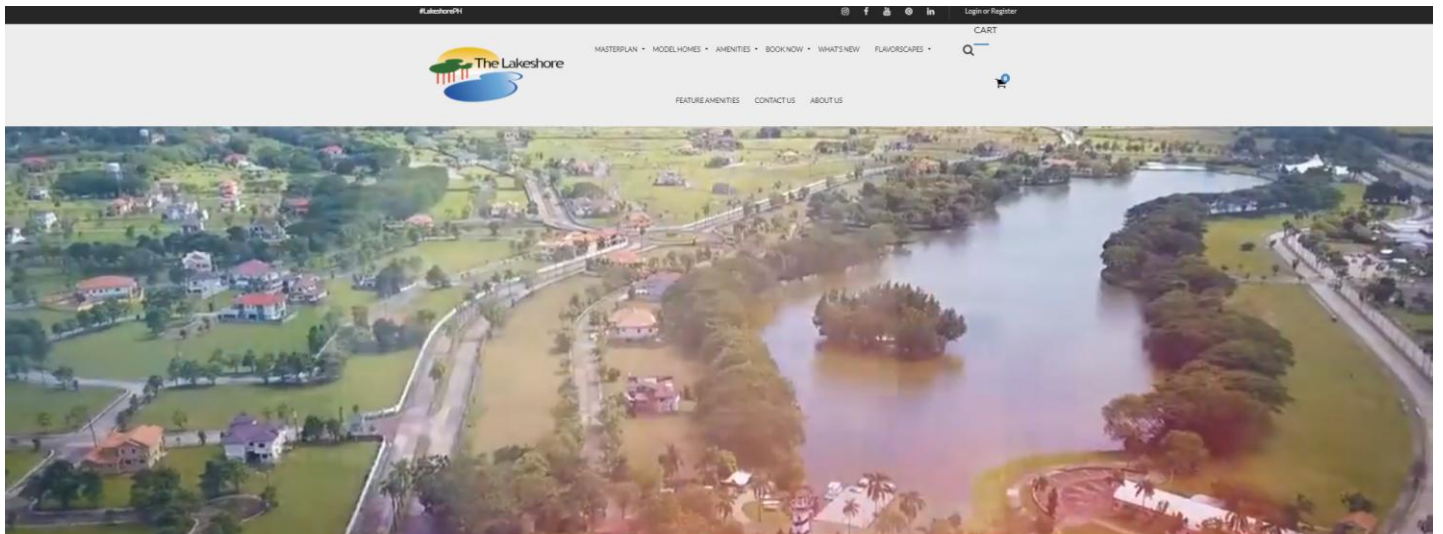 #LakeshorePH
Login or Register
The Lakeshore
MASTERPLAN
MODEL HOMES
AMENITIES
BOOK NOW
WHAT'S NEW
FLAVORSCAPES
CART
0
FEATURE AMENITIES
CONTACT US
ABOUT US